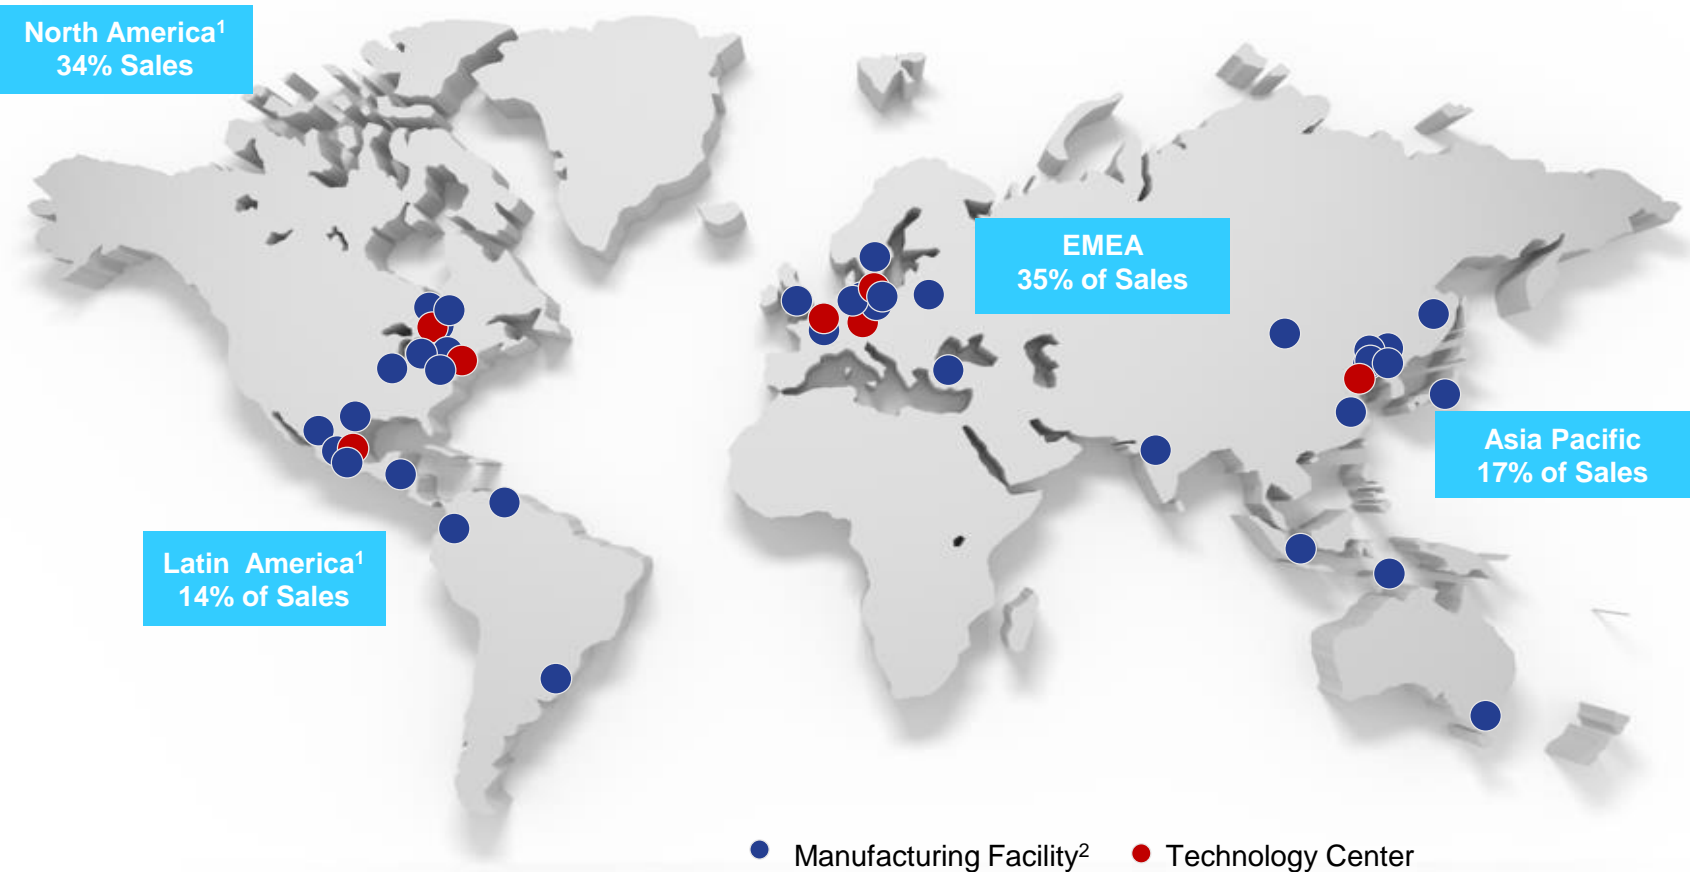 North America¹
34% Sales
EMEA
35% of Sales
Asia Pacific
17% of Sales
Latin  America¹
14% of Sales
Manufacturing Facility²
Technology Center